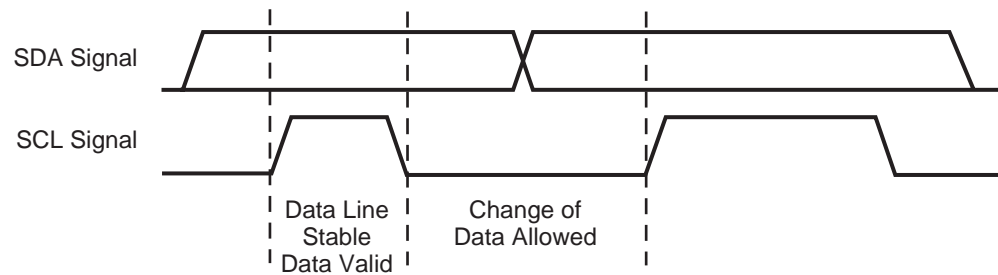 SDA Signal
SCL Signal
Data Line
Stable
Data Valid
Change of
Data Allowed